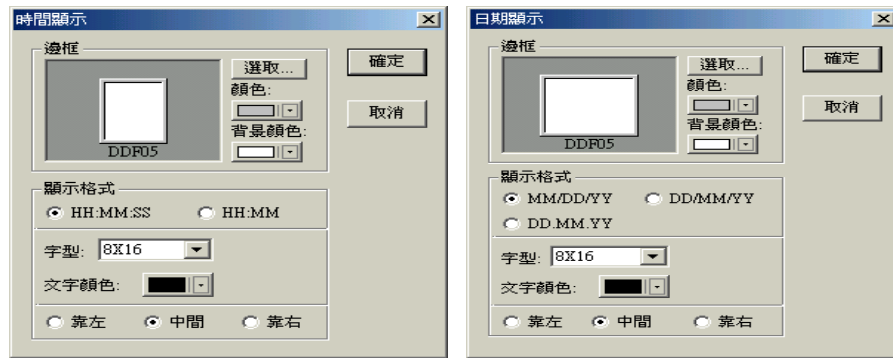 時間顯示
邊框
選取...
確定
顏色:
取消
背景顏色:
DDF05
顯示格式
HH:MM:SS HH:MM
字型: 8X16
文字顏色:
靠左 中間 靠右
日期顯示
邊框
選取...
確定
顏色:
取消
背景顏色:
DDF05
顯示格式
MM/DD/YY DD/MM/YY
DD.MM.YY
字型: 8X16
文字顏色:
靠左 中間 靠右